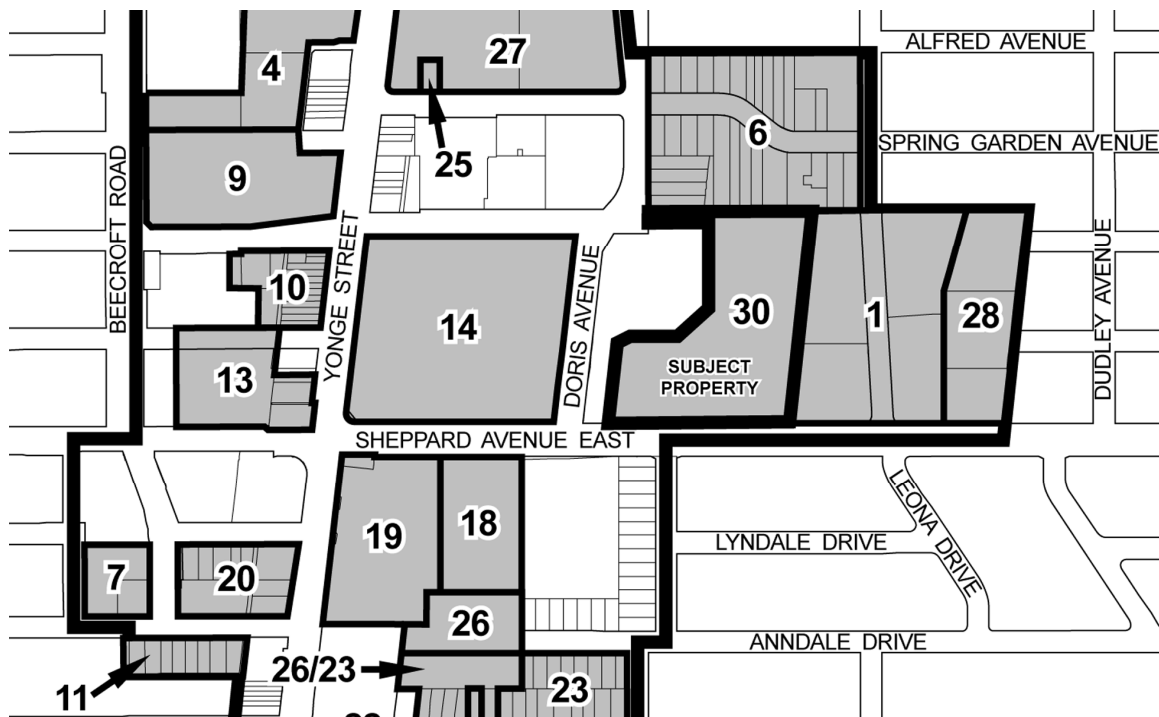 ALFRED AVENUE
27
4
25
6
SPRING GARDEN AVENUE
9
BEECROFT ROAD
YONGE STREET
10
14
DORIS AVENUE
30
SUBJECT
PROPERTY
1
28
DUDLEY AVENUE
13
SHEPPARD AVENUE EAST
19
18
LEONA DRIVE
LYNDALE DRIVE
7
20
26
ANNDALE DRIVE
26/23
23
11